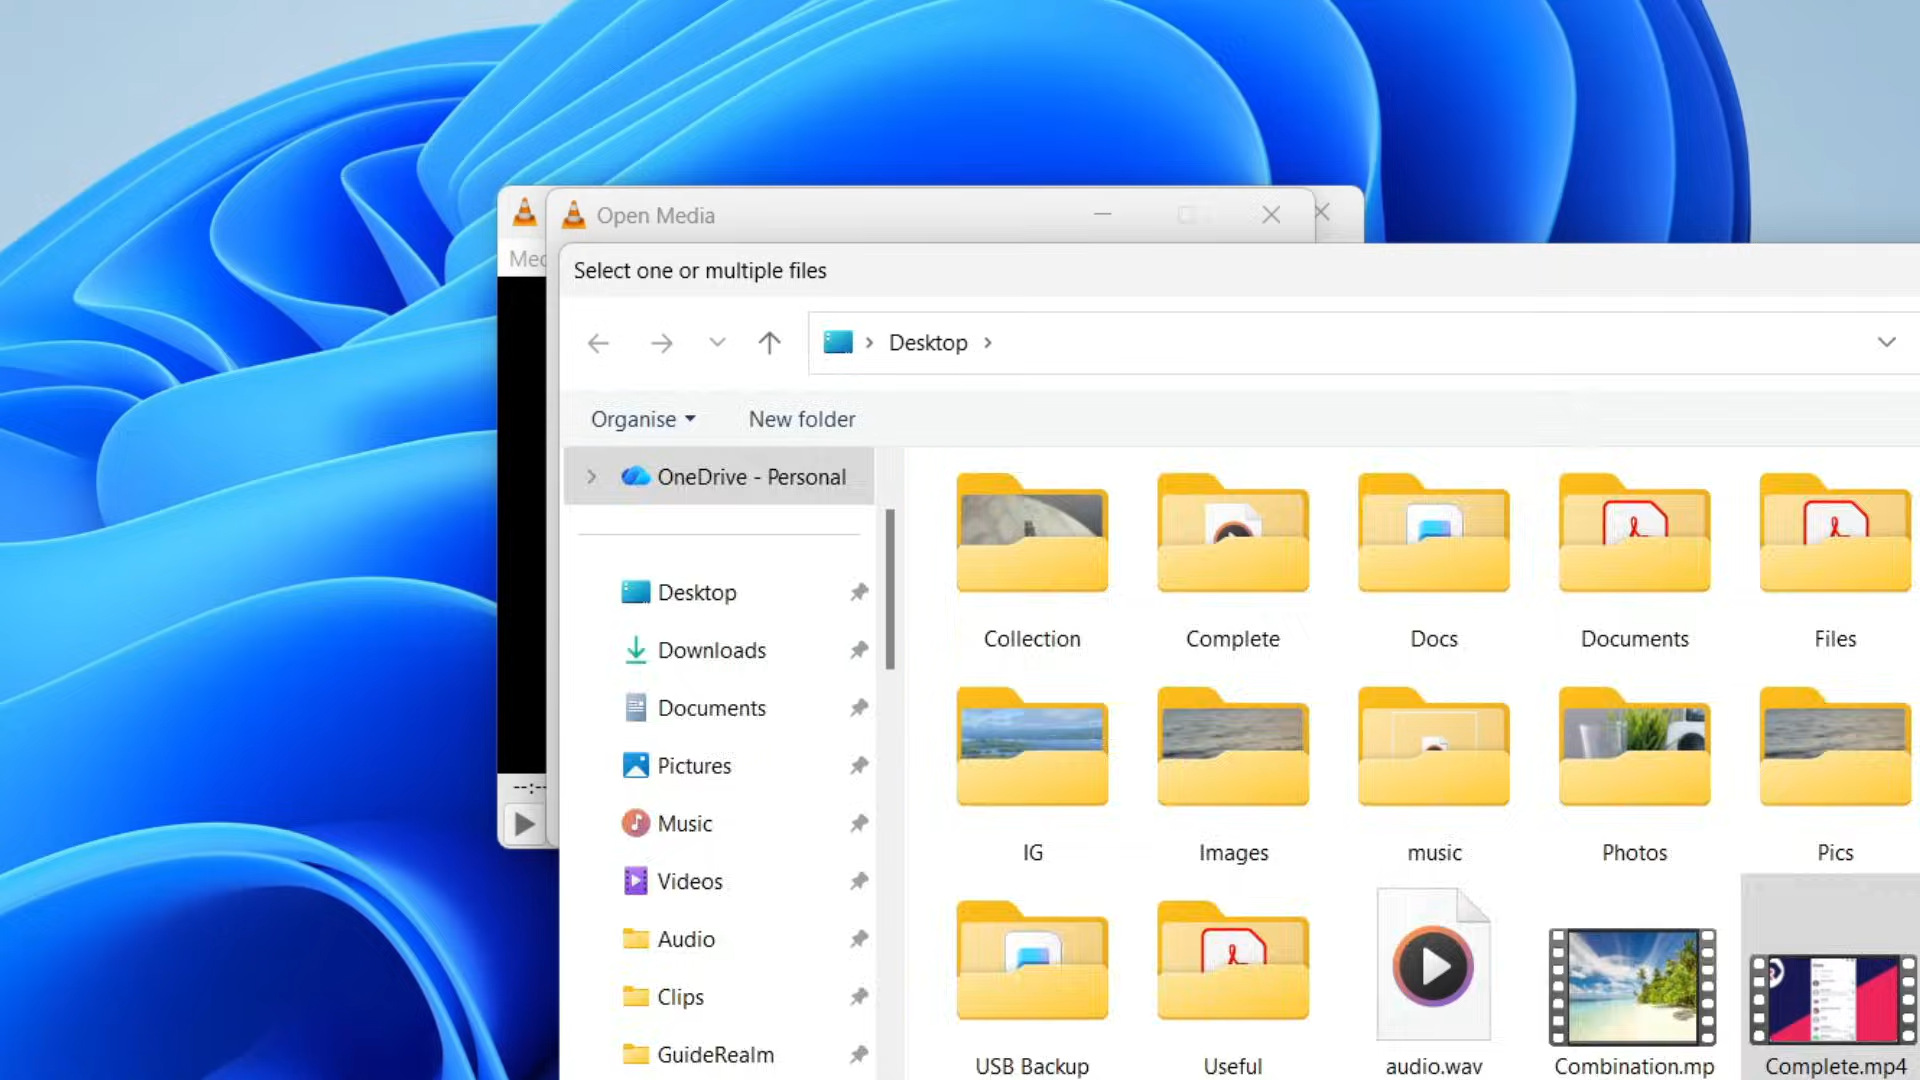 Open Media
Med
Select one or multiple files
Desktop
Organise
New folder
OneDrive - Personal
Desktop
Downloads
Documents
Pictures
Music
Videos
Audio
Clips
GuideRealm
Collection
Complete
Docs
Documents
Files
IG
Images
music
Photos
Pics
USB Backup
Useful
audio.wav
Combination.mp
Complete.mp4
--:--